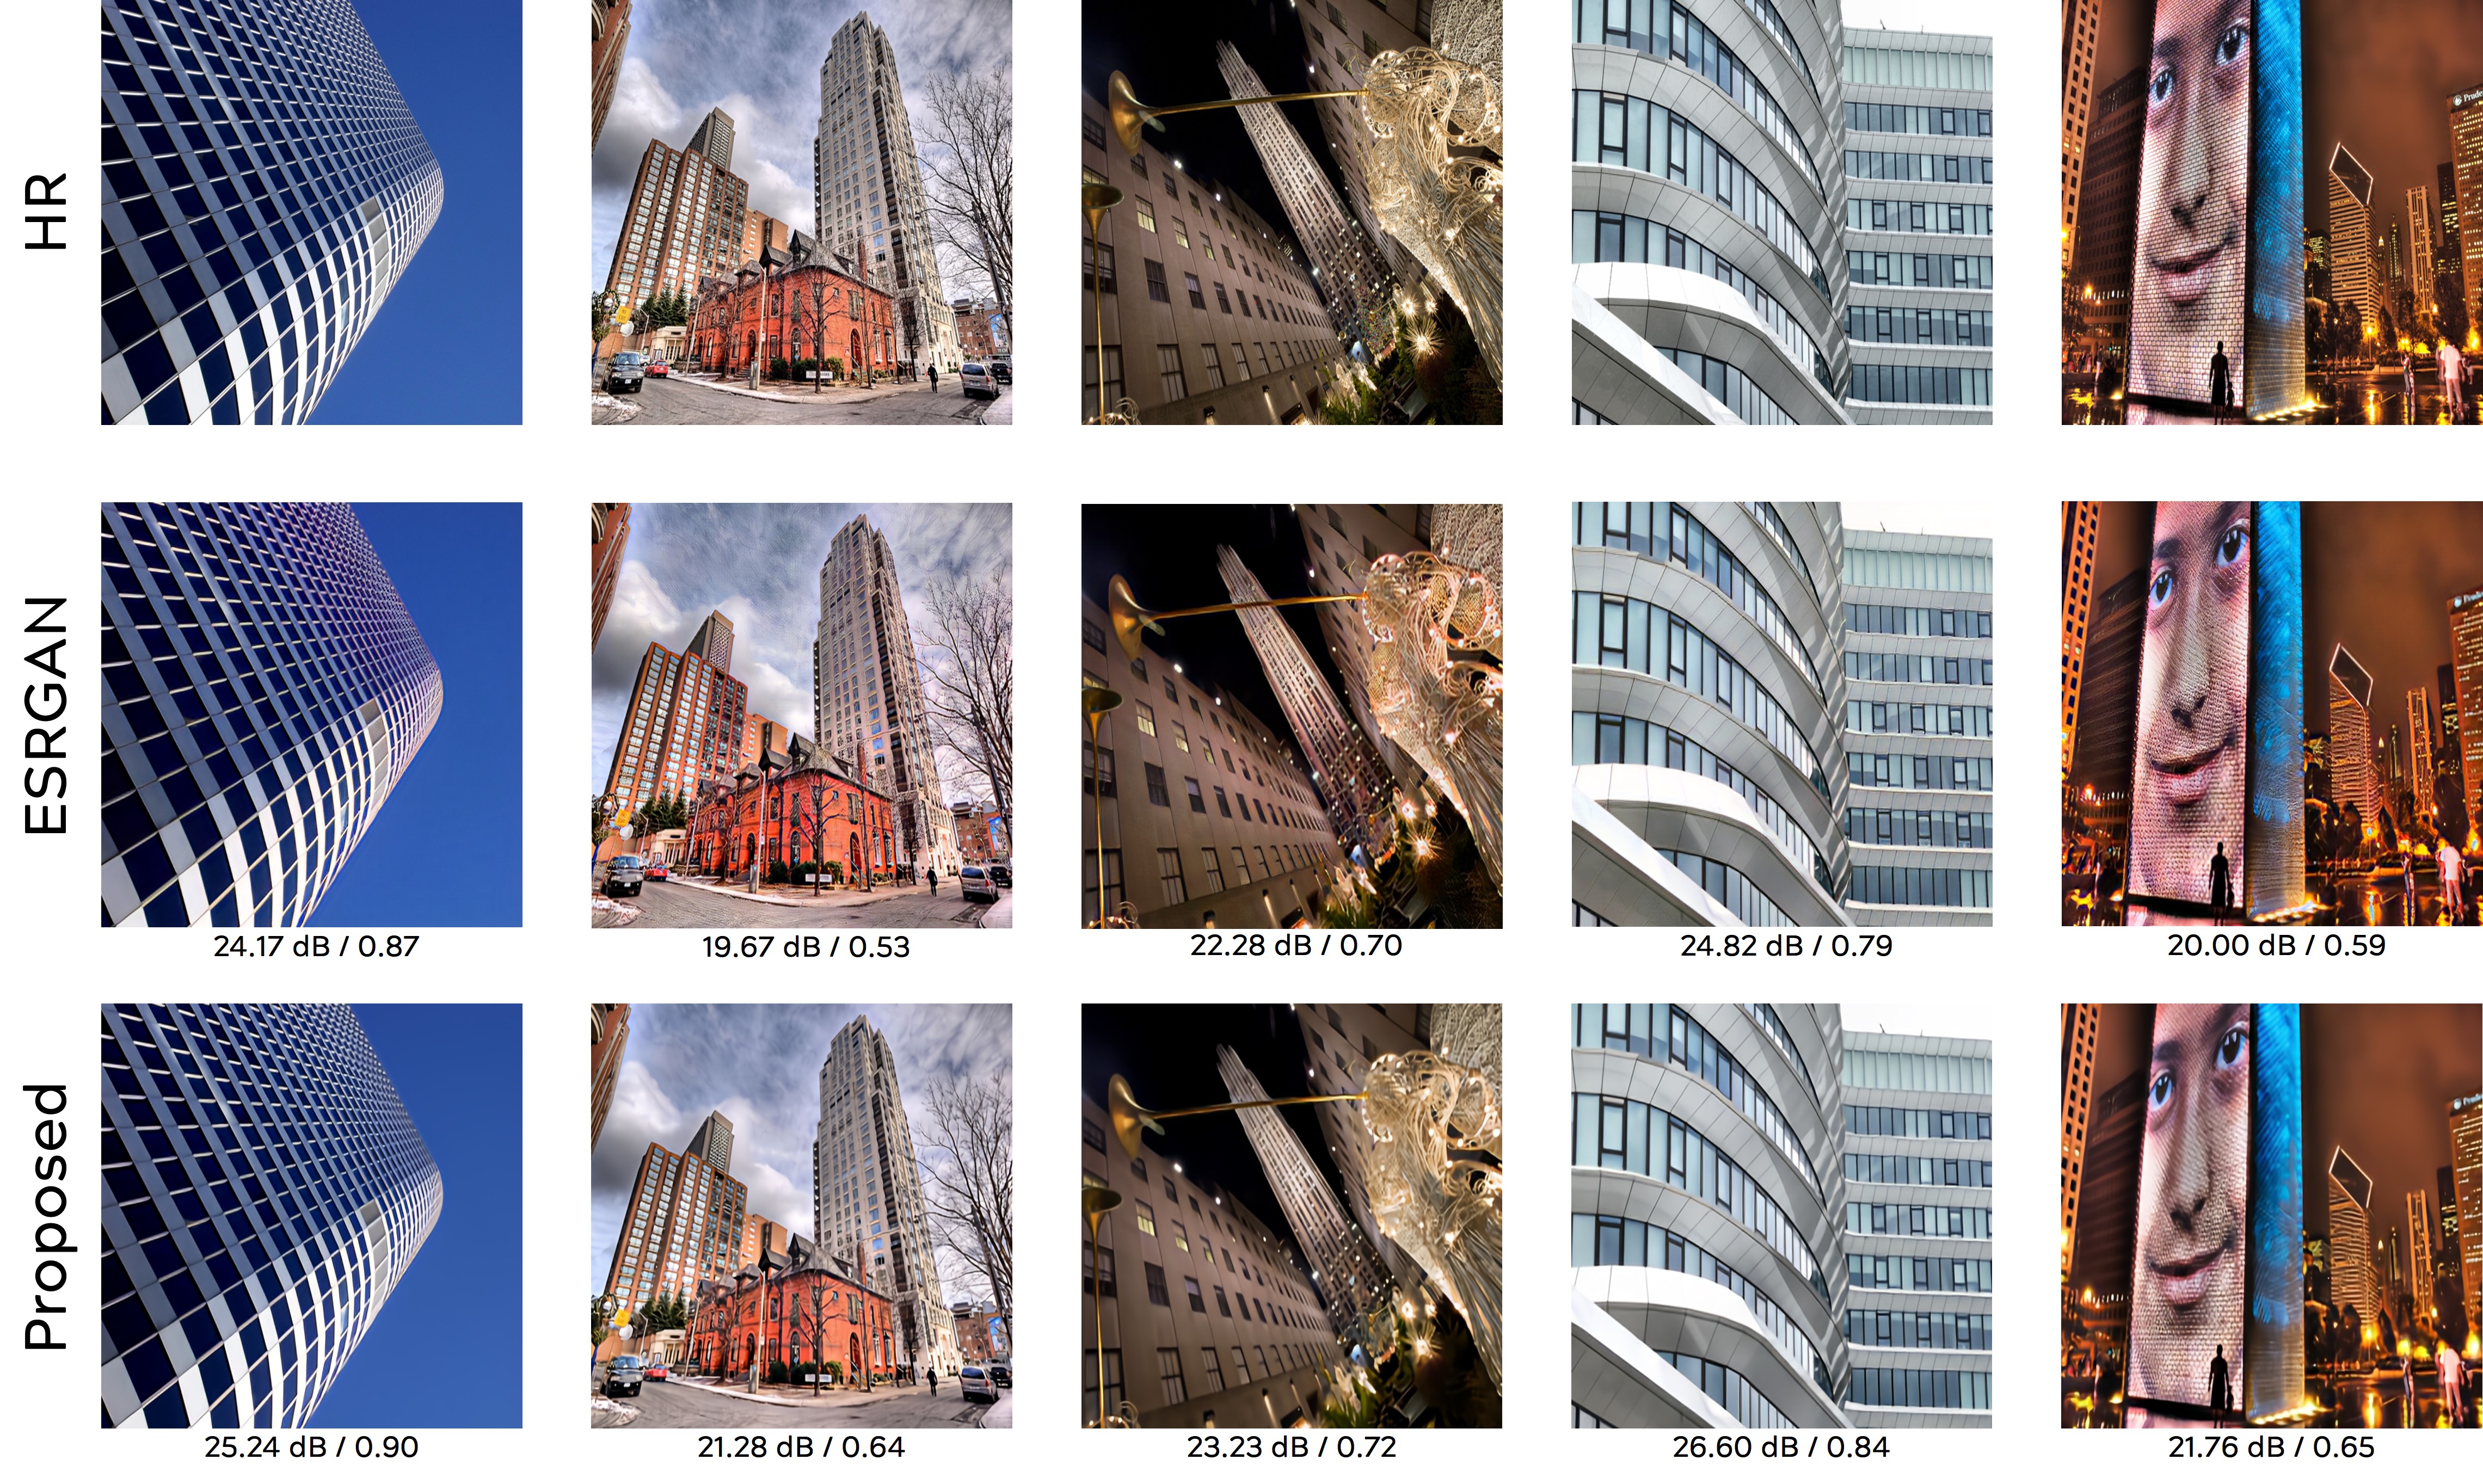 HR
Prude
ESRGAN
24.17 dB / 0.87
19.67 dB / 0.53
22.28 dB / 0.70
24.82 dB / 0.79
20.00 dB / 0.59
Proposed
25.24 dB / 0.90
21.28 dB / 0.64
23.23 dB / 0.72
26.60 dB / 0.84
21.76 dB / 0.65